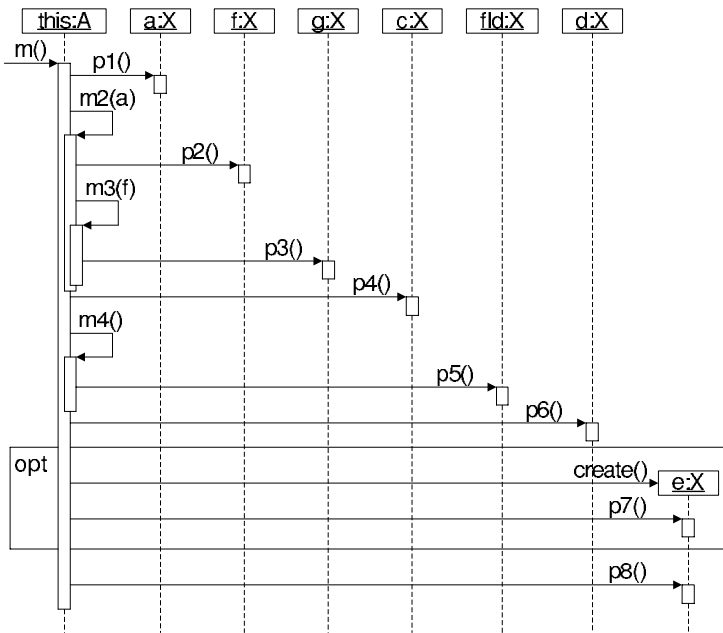 this:A a:X f:X g:X c:X fld:X d:X
m()
p1()
m2(a)
p2()
m3(f)
p3()
p4()
m4()
p5()
p6()
opt
create()
e:X
p7()
p8()